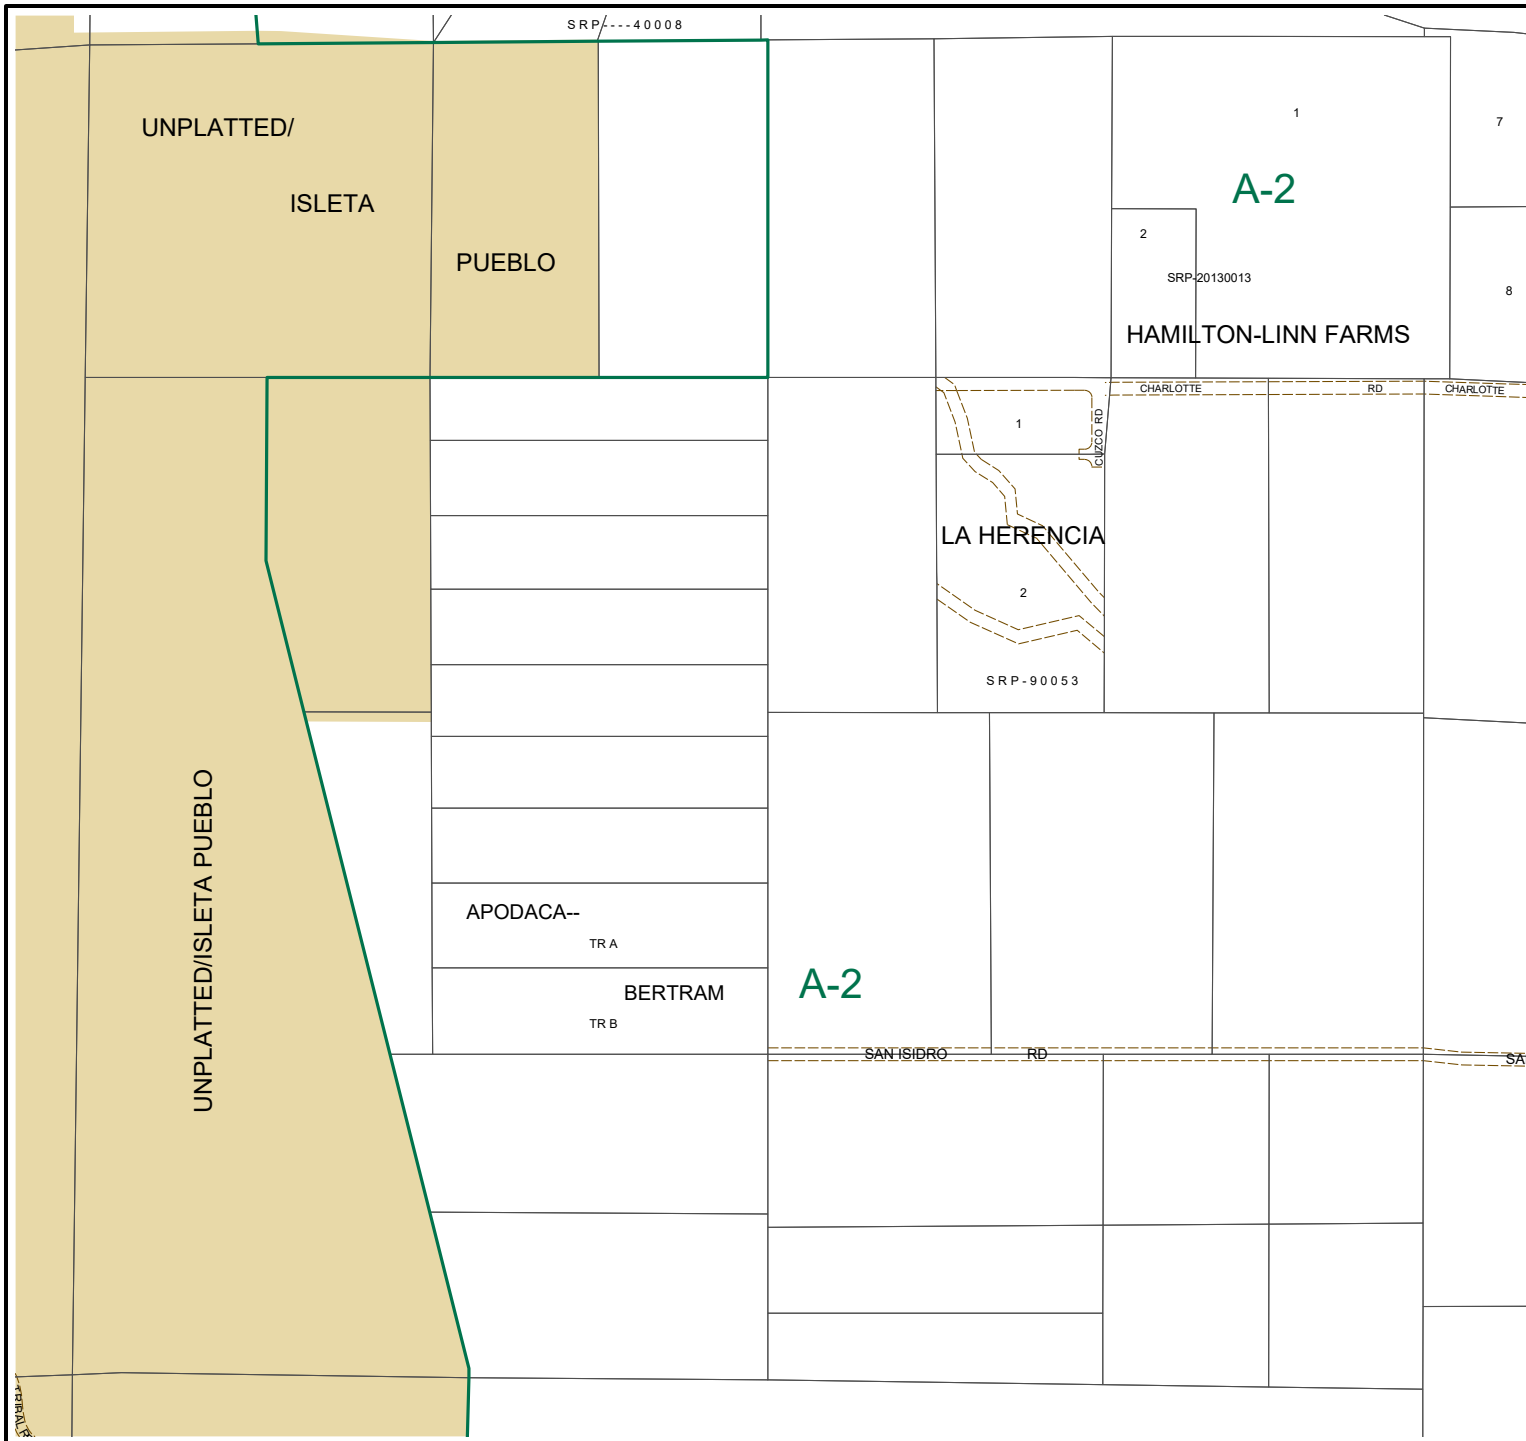 SRP----40008
UNPLATTED/
ISLETA
PUEBLO
1
7
A-2
2
SRP-20130013
8
HAMILTON-LINN FARMS
CHARLOTTE RD CHARLOTTE
CUZCO RD
1
LA HERENCIA
2
SRP-90053
UNPLATTED/ISLETA PUEBLO
APODACA--
TR A
A-2
BERTRAM
TR B
SAN ISIDRO RD
SA
TRIBAL